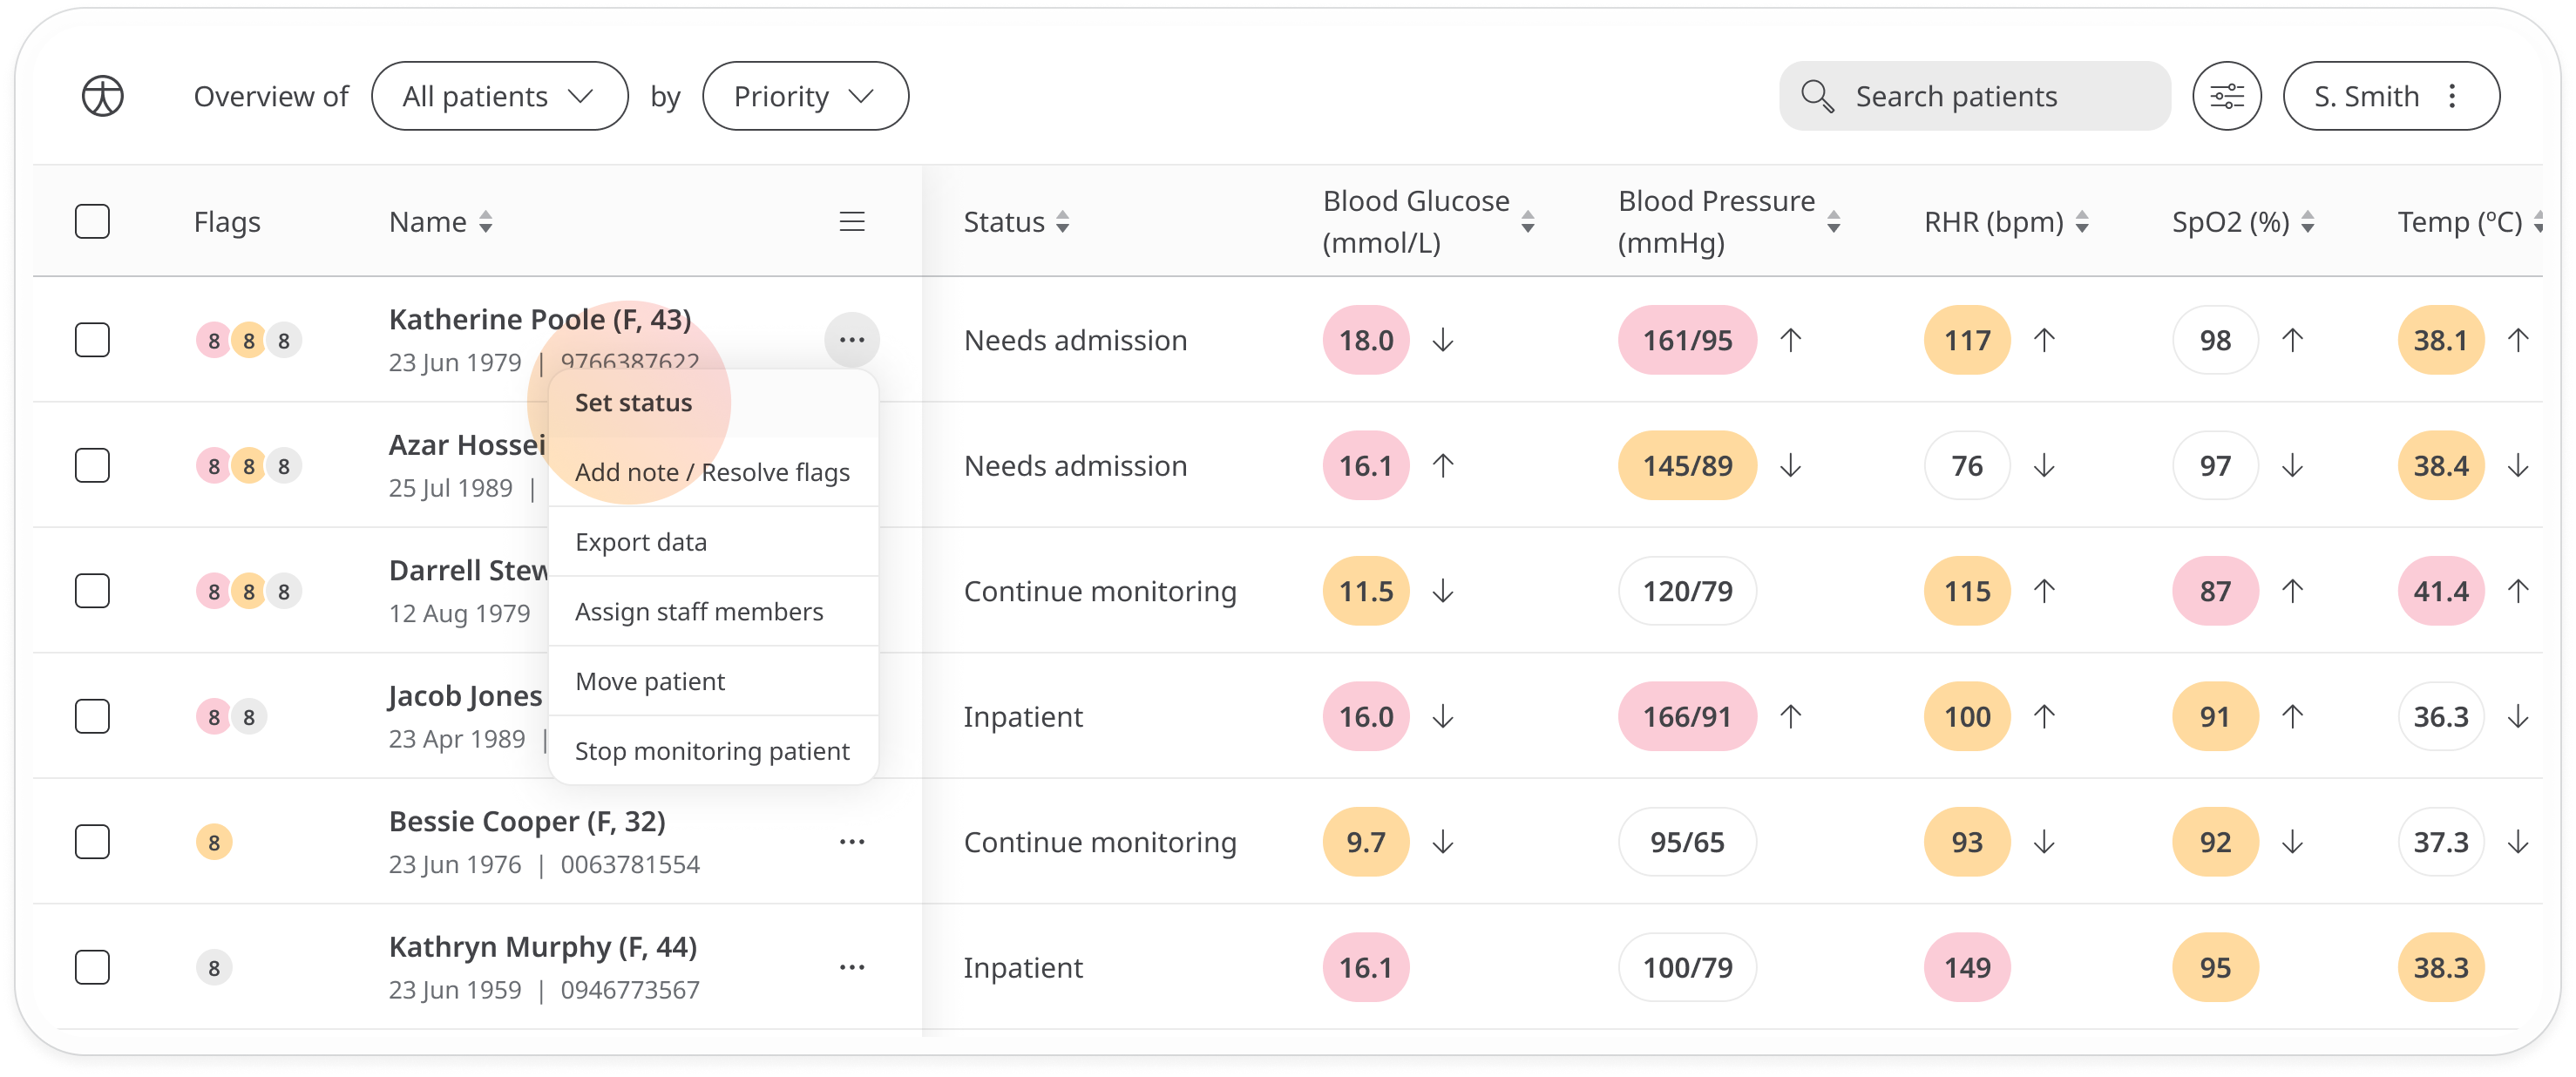 Overview of All patients by Priority Search patients S. Smith
Flags Name Status Blood Glucose (mmol/L) Blood Pressure (mmHg) RHR (bpm) SpO2 (%) Temp (ºC)
8 8 8 Katherine Poole (F, 43) Needs admission 18.0 161/95 117 98 38.1
23 Jun 1979 | 9766387622
Set status
8 8 8 Azar Needs admission 16.1 145/89 76 97 38.4
25 Jul 1989 |
Add note / Resolve flags
Export data
8 8 8 Darrell Continue monitoring 11.5 120/79 115 87 41.4
12 Aug 1979
Assign staff members
Move patient
8 8 Jacob Jones Inpatient 16.0 166/91 100 91 36.3
23 Apr 1989 |
Stop monitoring patient
8 Bessie Cooper (F, 32) Continue monitoring 9.7 95/65 93 92 37.3
23 Jun 1976 | 0063781554
8 Kathryn Murphy (F, 44) Inpatient 16.1 100/79 149 95 38.3
23 Jun 1959 | 0946773567